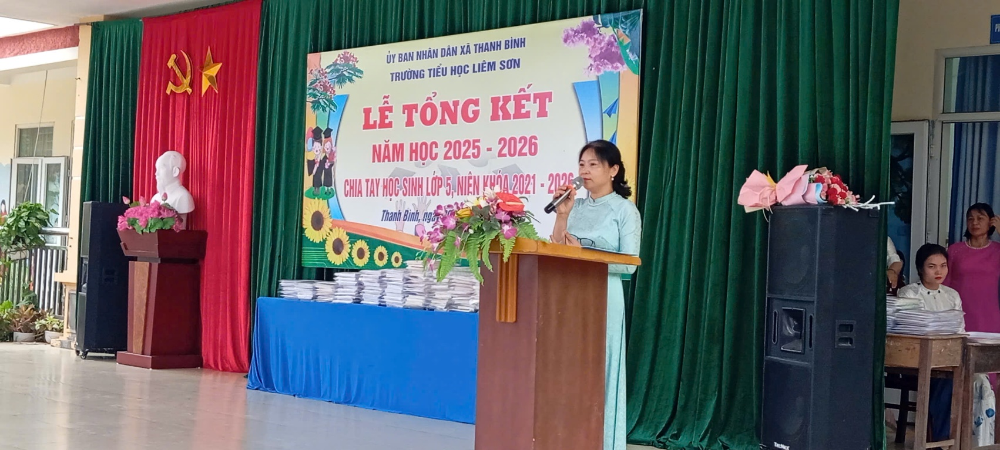 ỦY BAN NHÂN DÂN XÃ THANH BÌNH
TRƯỜNG TIỂU HỌC LIÊM SƠN
LỄ TỔNG KẾT
NĂM HỌC 2025 - 2026
CHIA TAY HỌC SINH LỚP 5, NIÊN KHÓA 2021 - 2026
Thanh Bình, ngày